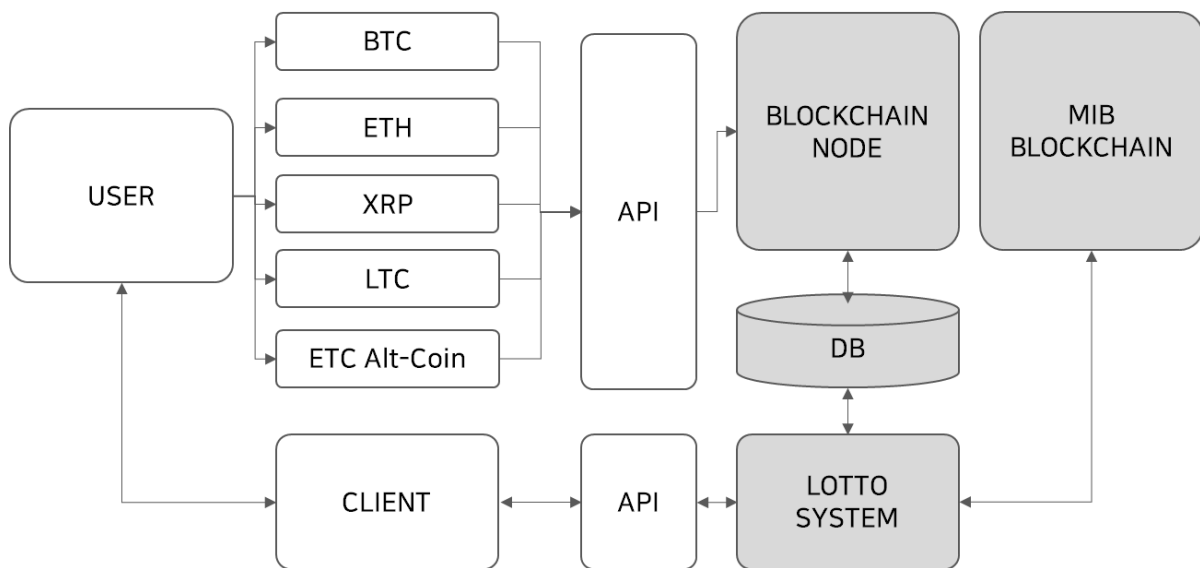 BTC
ETH
XRP
LTC
ETC Alt-Coin
USER
API
BLOCKCHAIN
NODE
MIB
BLOCKCHAIN
DB
CLIENT
API
LOTTO
SYSTEM